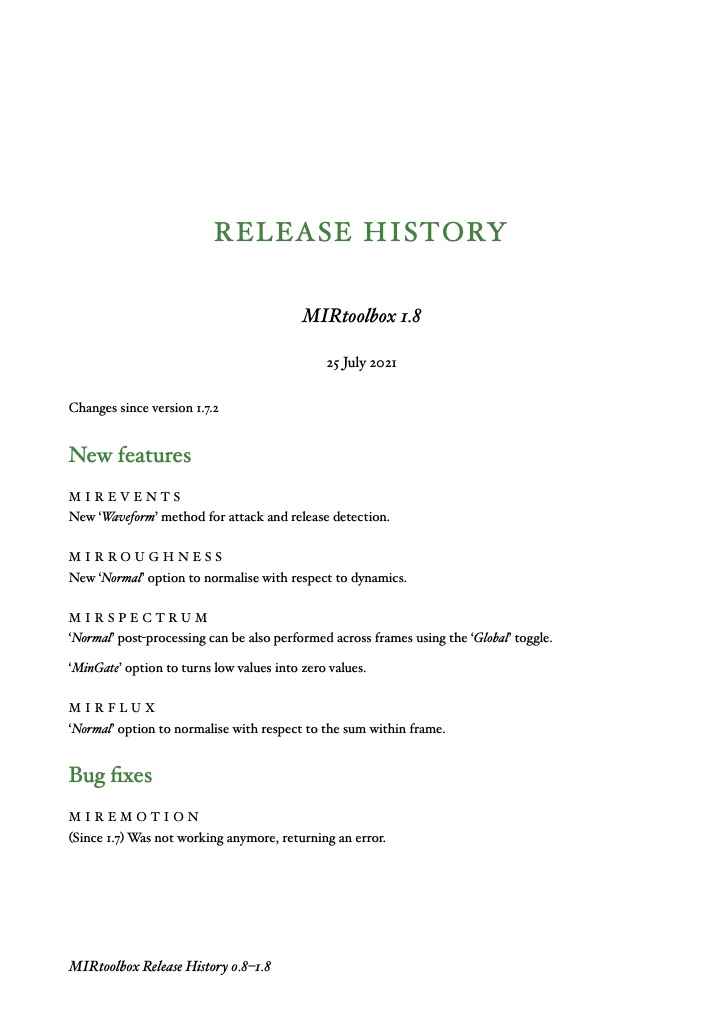 RELEASE HISTORY
MIRtoolbox 1.8
25 July 2021
Changes since version 1.7.2
New features
MIREVENTS
New ‘Waveform’ method for attack and release detection.
MIRROUGHNESS
New ‘Normal’ option to normalise with respect to dynamics.
MIRSPECTRUM
‘Normal’ post-processing can be also performed across frames using the ‘Global’ toggle.
‘MinGate’ option to turns low values into zero values.
MIRFLUX
‘Normal’ option to normalise with respect to the sum within frame.
Bug fixes
MIREMOTION
(Since 1.7) Was not working anymore, returning an error.
MIRtoolbox Release History 0.8–1.8